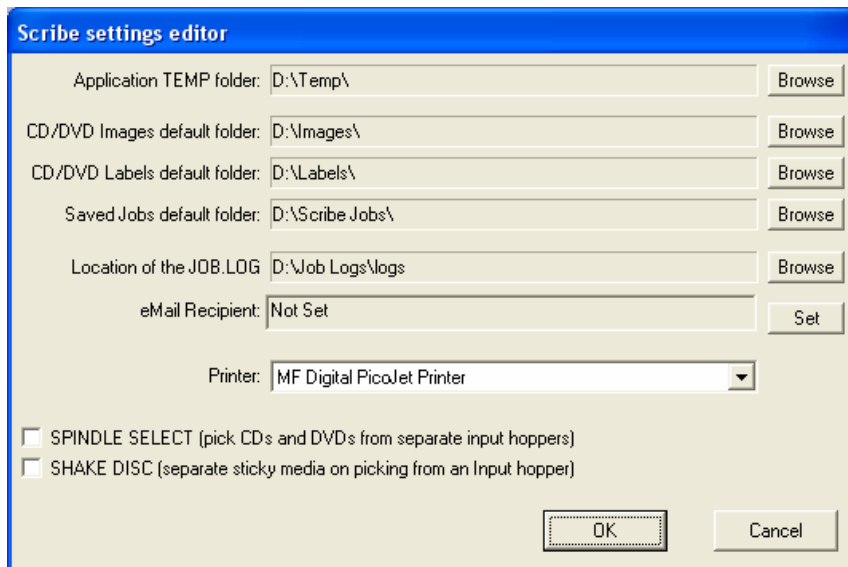 Scribe settings editor
Application TEMP folder: D:\Temp\ Browse
CD/DVD Images default folder: D:\Images\ Browse
CD/DVD Labels default folder: D:\Labels\ Browse
Saved Jobs default folder: D:\Scribe Jobs\ Browse
Location of the JOB.LOG D:\Job Logs\logs Browse
eMail Recipient: Not Set Set
Printer: MF Digital PicoJet Printer
SPINDLE SELECT (pick CDs and DVDs from separate input hoppers)
SHAKE DISC (separate sticky media on picking from an Input hopper)
OK Cancel